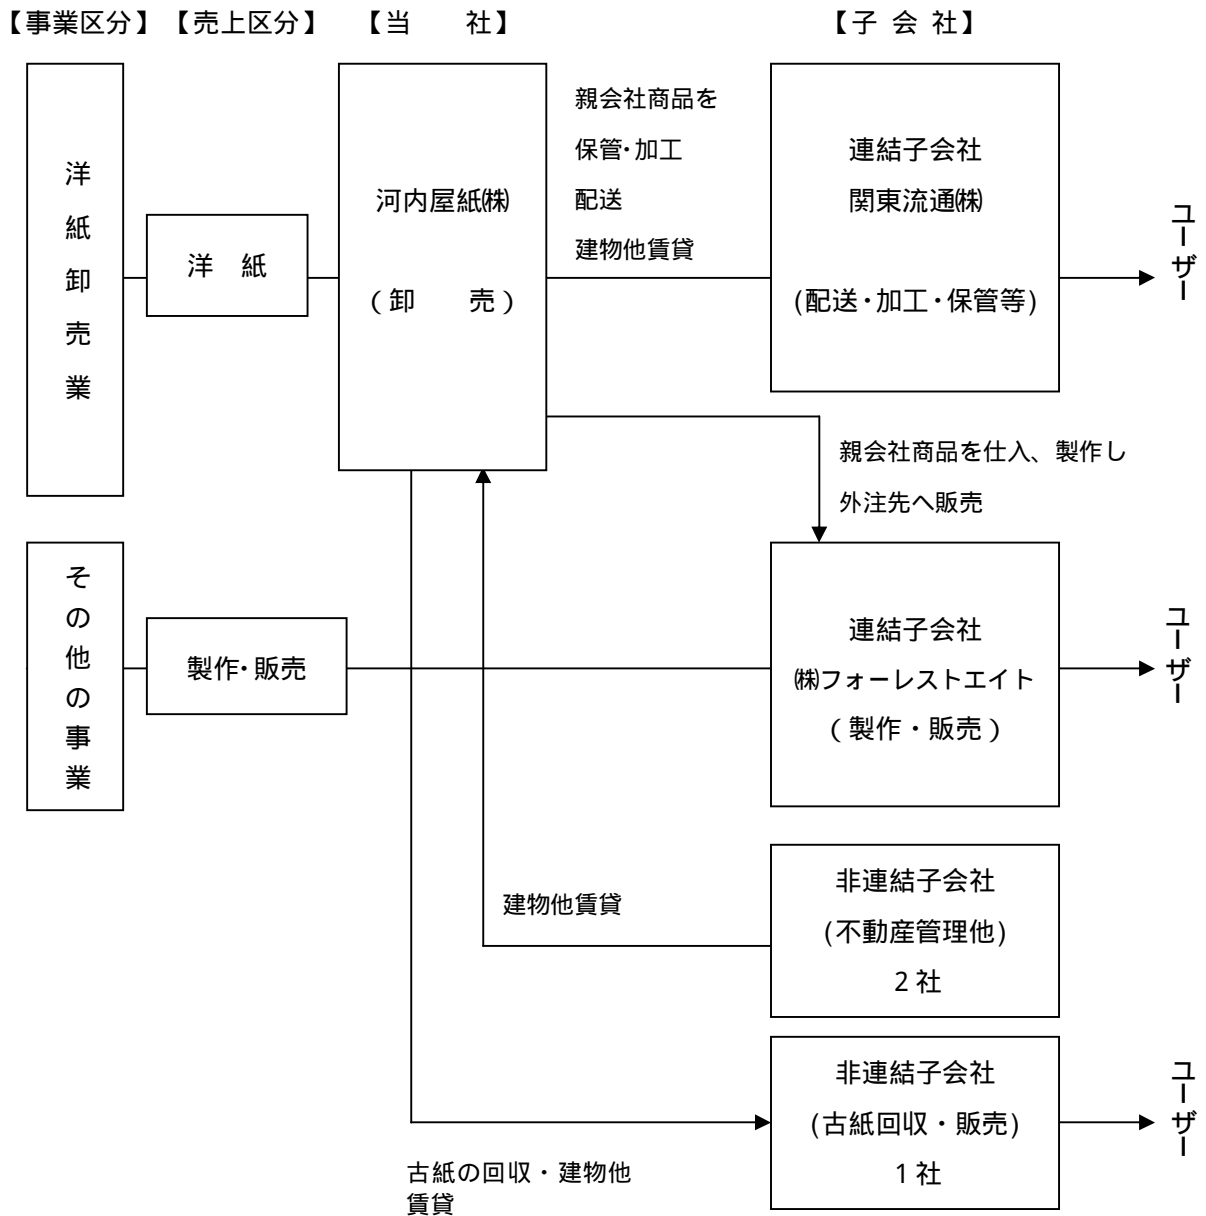 【事業区分】【売上区分】 【当 社】 【子 会 社】
洋紙卸売業
洋 紙
河内屋紙㈱
(卸 売)
親会社商品を
保管・加工
配送
建物他賃貸
連結子会社
関東流通㈱
(配送・加工・保管等)
ユーザー
親会社商品を仕入、製作し
外注先へ販売
その他の事業
製作・販売
連結子会社
㈱フォーレストエイト
(製作・販売)
ユーザー
建物他賃貸
非連結子会社
(不動産管理他)
2 社
古紙の回収・建物他
賃貸
非連結子会社
(古紙回収・販売)
1 社
ユーザー